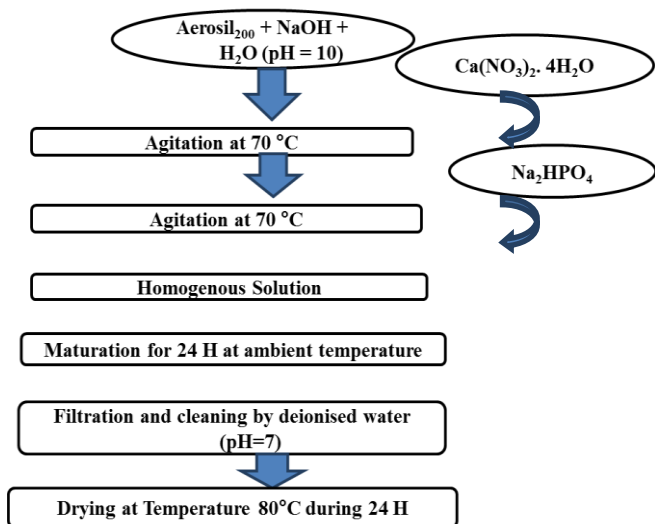 Aerosil200 + NaOH +
H2O (pH = 10)
Ca(NO3)2. 4H2O
Agitation at 70 °C
Na2HPO4
Agitation at 70 °C
Homogenous Solution
Maturation for 24 H at ambient temperature
Filtration and cleaning by deionised water
(pH=7)
Drying at Temperature 80°C during 24 H